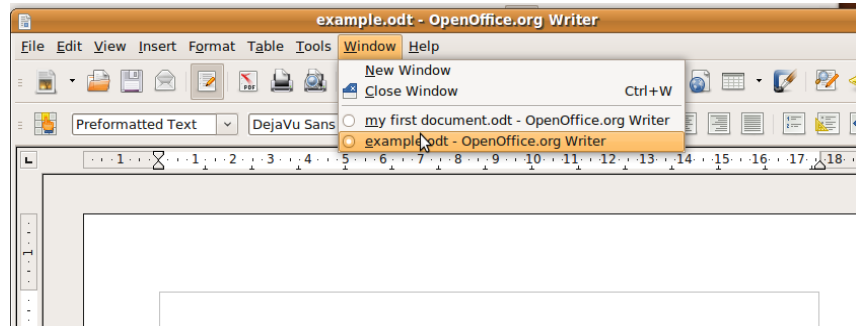 example.odt - OpenOffice.org Writer
File Edit View Insert Format Table Tools Window Help
New Window
Close Window Ctrl+W
Preformatted Text DejaVu Sans
my first document.odt - OpenOffice.org Writer
example.odt - OpenOffice.org Writer
1 1 2 3 4 5 6 7 8 9 10 11 12 13 14 15 16 17 18
1